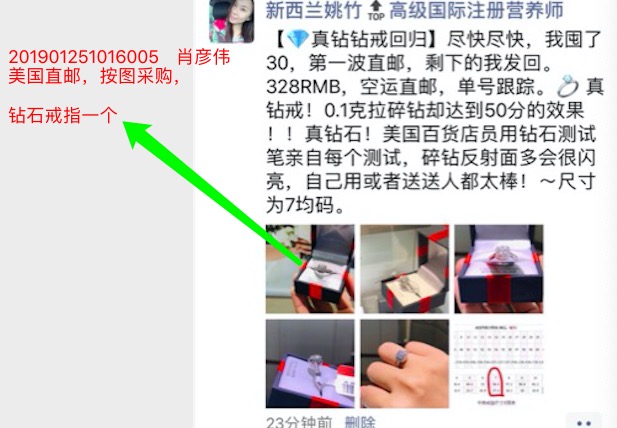 新西兰姚竹🔝高级国际注册营养师
201901251016005 肖彦伟
美国直邮，按图采购，
钻石戒指一个
【💎真钻钻戒回归】尽快尽快，我囤了
30，第一波直邮，剩下的我发回。
328RMB，空运直邮，单号跟踪。💍 真
钻戒！0.1克拉碎钻却达到50分的效果
！！真钻石！美国百货店员用钻石测试
笔亲自每个测试，碎钻反射面多会很闪
亮，自己用或者送送人都太棒！～尺寸
为7均码。
23分钟前 删除